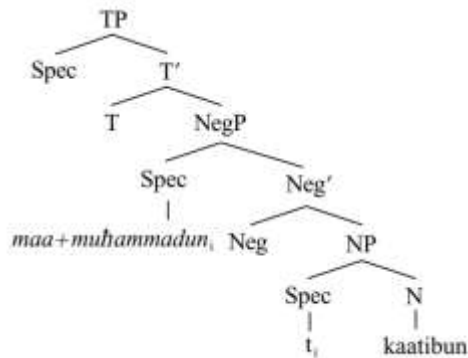 TP
Spec T′
T NegP
Spec Neg′
maa+muħammadunᵢ Neg NP
Spec N
tᵢ kaatibun